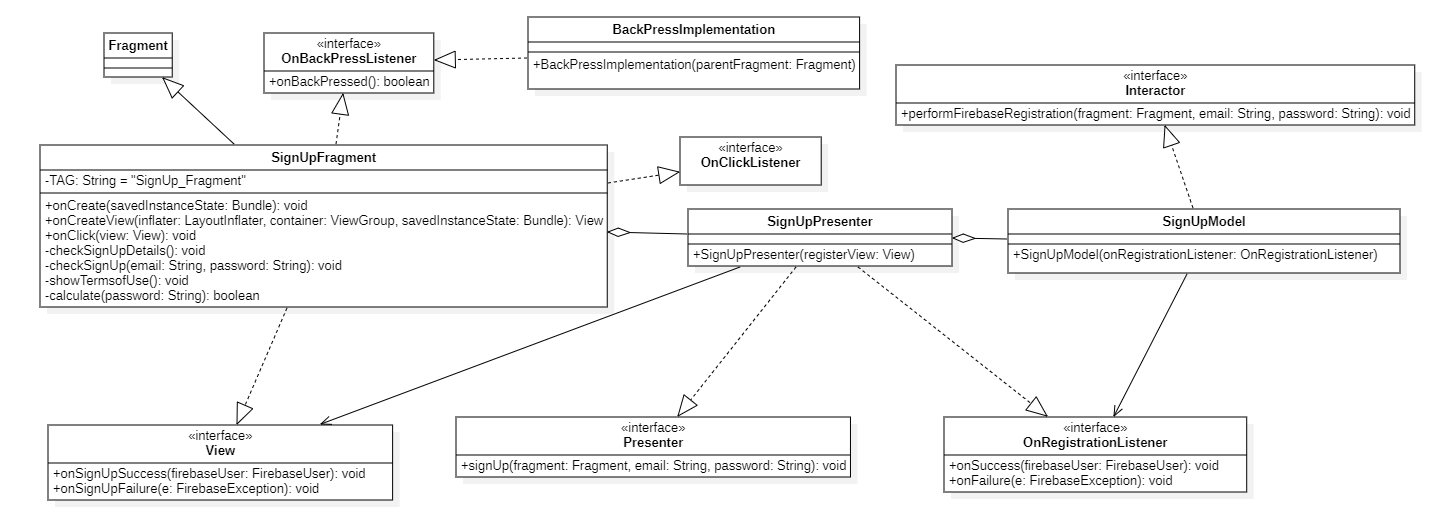 Fragment
«interface»
OnBackPressListener
+onBackPressed(): boolean
BackPressImplementation
+BackPressImplementation(parentFragment: Fragment)
«interface»
Interactor
+performFirebaseRegistration(fragment: Fragment, email: String, password: String): void
SignUpFragment
-TAG: String = "SignUp_Fragment"
+onCreate(savedInstanceState: Bundle): void
+onCreateView(inflater: LayoutInflater, container: ViewGroup, savedInstanceState: Bundle): View
+onClick(view: View): void
-checkSignUpDetails(): void
-checkSignUp(email: String, password: String): void
-showTermsofUse(): void
-calculate(password: String): boolean
«interface»
OnClickListener
SignUpPresenter
+SignUpPresenter(registerView: View)
SignUpModel
+SignUpModel(onRegistrationListener: OnRegistrationListener)
«interface»
View
+onSignUpSuccess(firebaseUser: FirebaseUser): void
+onSignUpFailure(e: FirebaseException): void
«interface»
Presenter
+signUp(fragment: Fragment, email: String, password: String): void
«interface»
OnRegistrationListener
+onSuccess(firebaseUser: FirebaseUser): void
+onFailure(e: FirebaseException): void